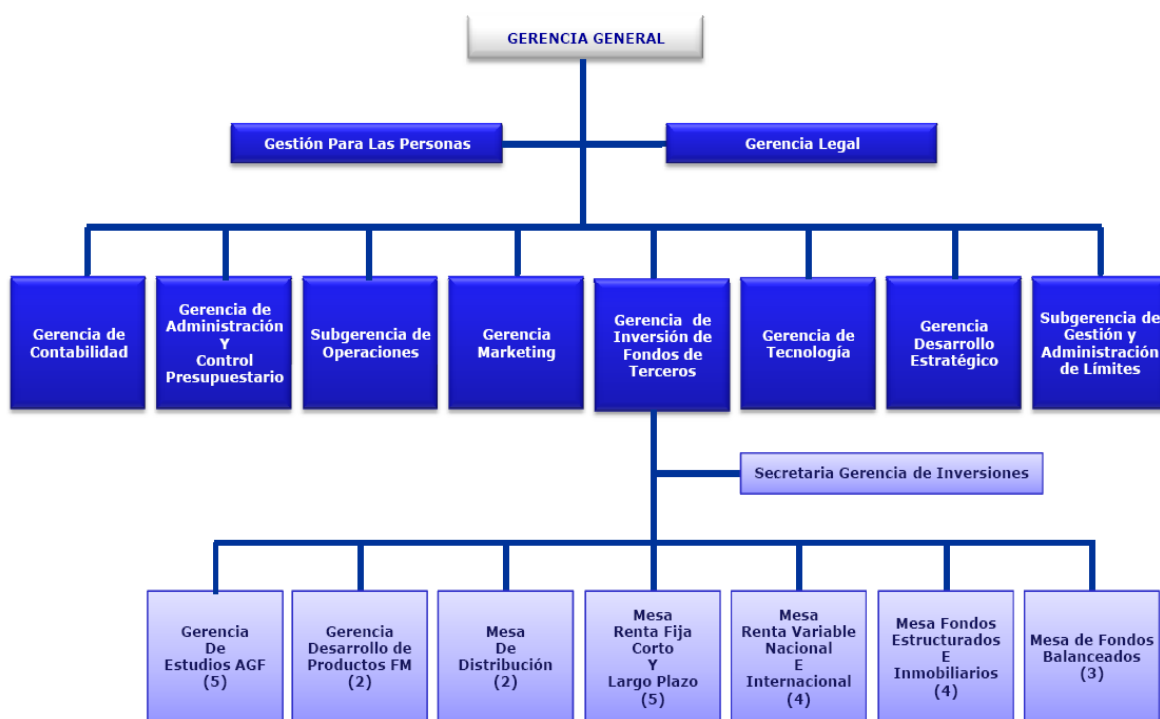 GERENCIA GENERAL
Gestión Para Las Personas
Gerencia Legal
Gerencia de
Contabilidad
Gerencia de
Administración
Y
Control
Presupuestario
Subgerencia de
Operaciones
Gerencia
Marketing
Gerencia de
Inversión de
Fondos de
Terceros
Gerencia de
Tecnología
Gerencia
Desarrollo
Estratégico
Subgerencia de
Gestión y
Administración
de Límites
Secretaria Gerencia de Inversiones
Gerencia
De
Estudios AGF
(5)
Gerencia
Desarrollo de
Productos FM
(2)
Mesa
De
Distribución
(2)
Mesa
Renta Fija
Corto
Y
Largo Plazo
(5)
Mesa
Renta Variable
Nacional
E
Internacional
(4)
Mesa Fondos
Estructurados
E
Inmobiliarios
(4)
Mesa de Fondos
Balanceados
(3)